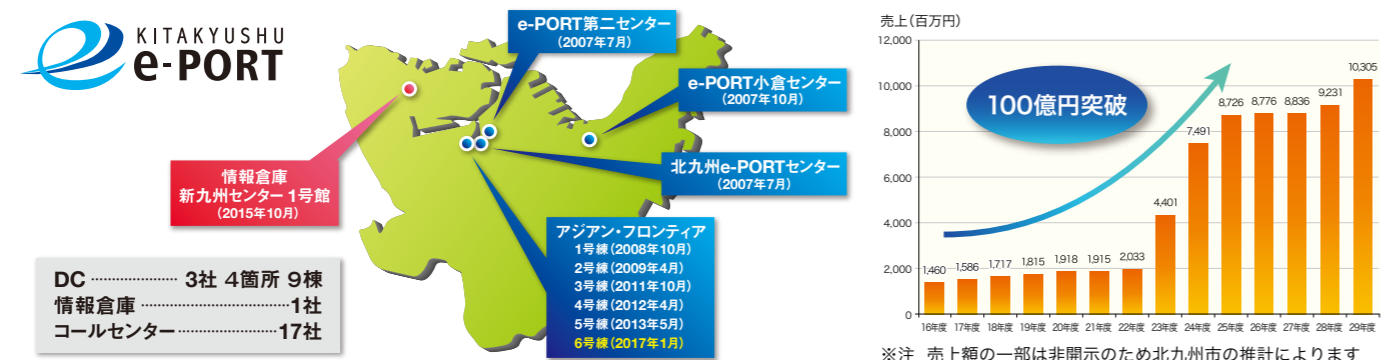 KITAKYUSHU
e-PORT
e-PORT第二センター
(2007年7月)
e-PORT小倉センター
(2007年10月)
北九州e-PORTセンター
(2007年7月)
情報倉庫
新九州センター 1号館
(2015年10月)
アジアン・フロンティア
1号棟(2008年10月)
2号棟(2009年4月)
3号棟(2011年10月)
4号棟(2012年4月)
5号棟(2013年5月)
6号棟(2017年1月)
DC ………………… 3社 4箇所 9棟
情報倉庫 ……………………… 1社
コールセンター …………………… 17社
売上(百万円)
12,000
10,000
8,000
6,000
4,000
2,000
0
100億円突破
1,460
1,586
1,717
1,815
1,918
1,915
2,033
4,401
7,491
8,726
8,776
8,836
9,231
10,305
16年度 17年度 18年度 19年度 20年度 21年度 22年度 23年度 24年度 25年度 26年度 27年度 28年度 29年度
※注 売上額の一部は非開示のため北九州市の推計によります